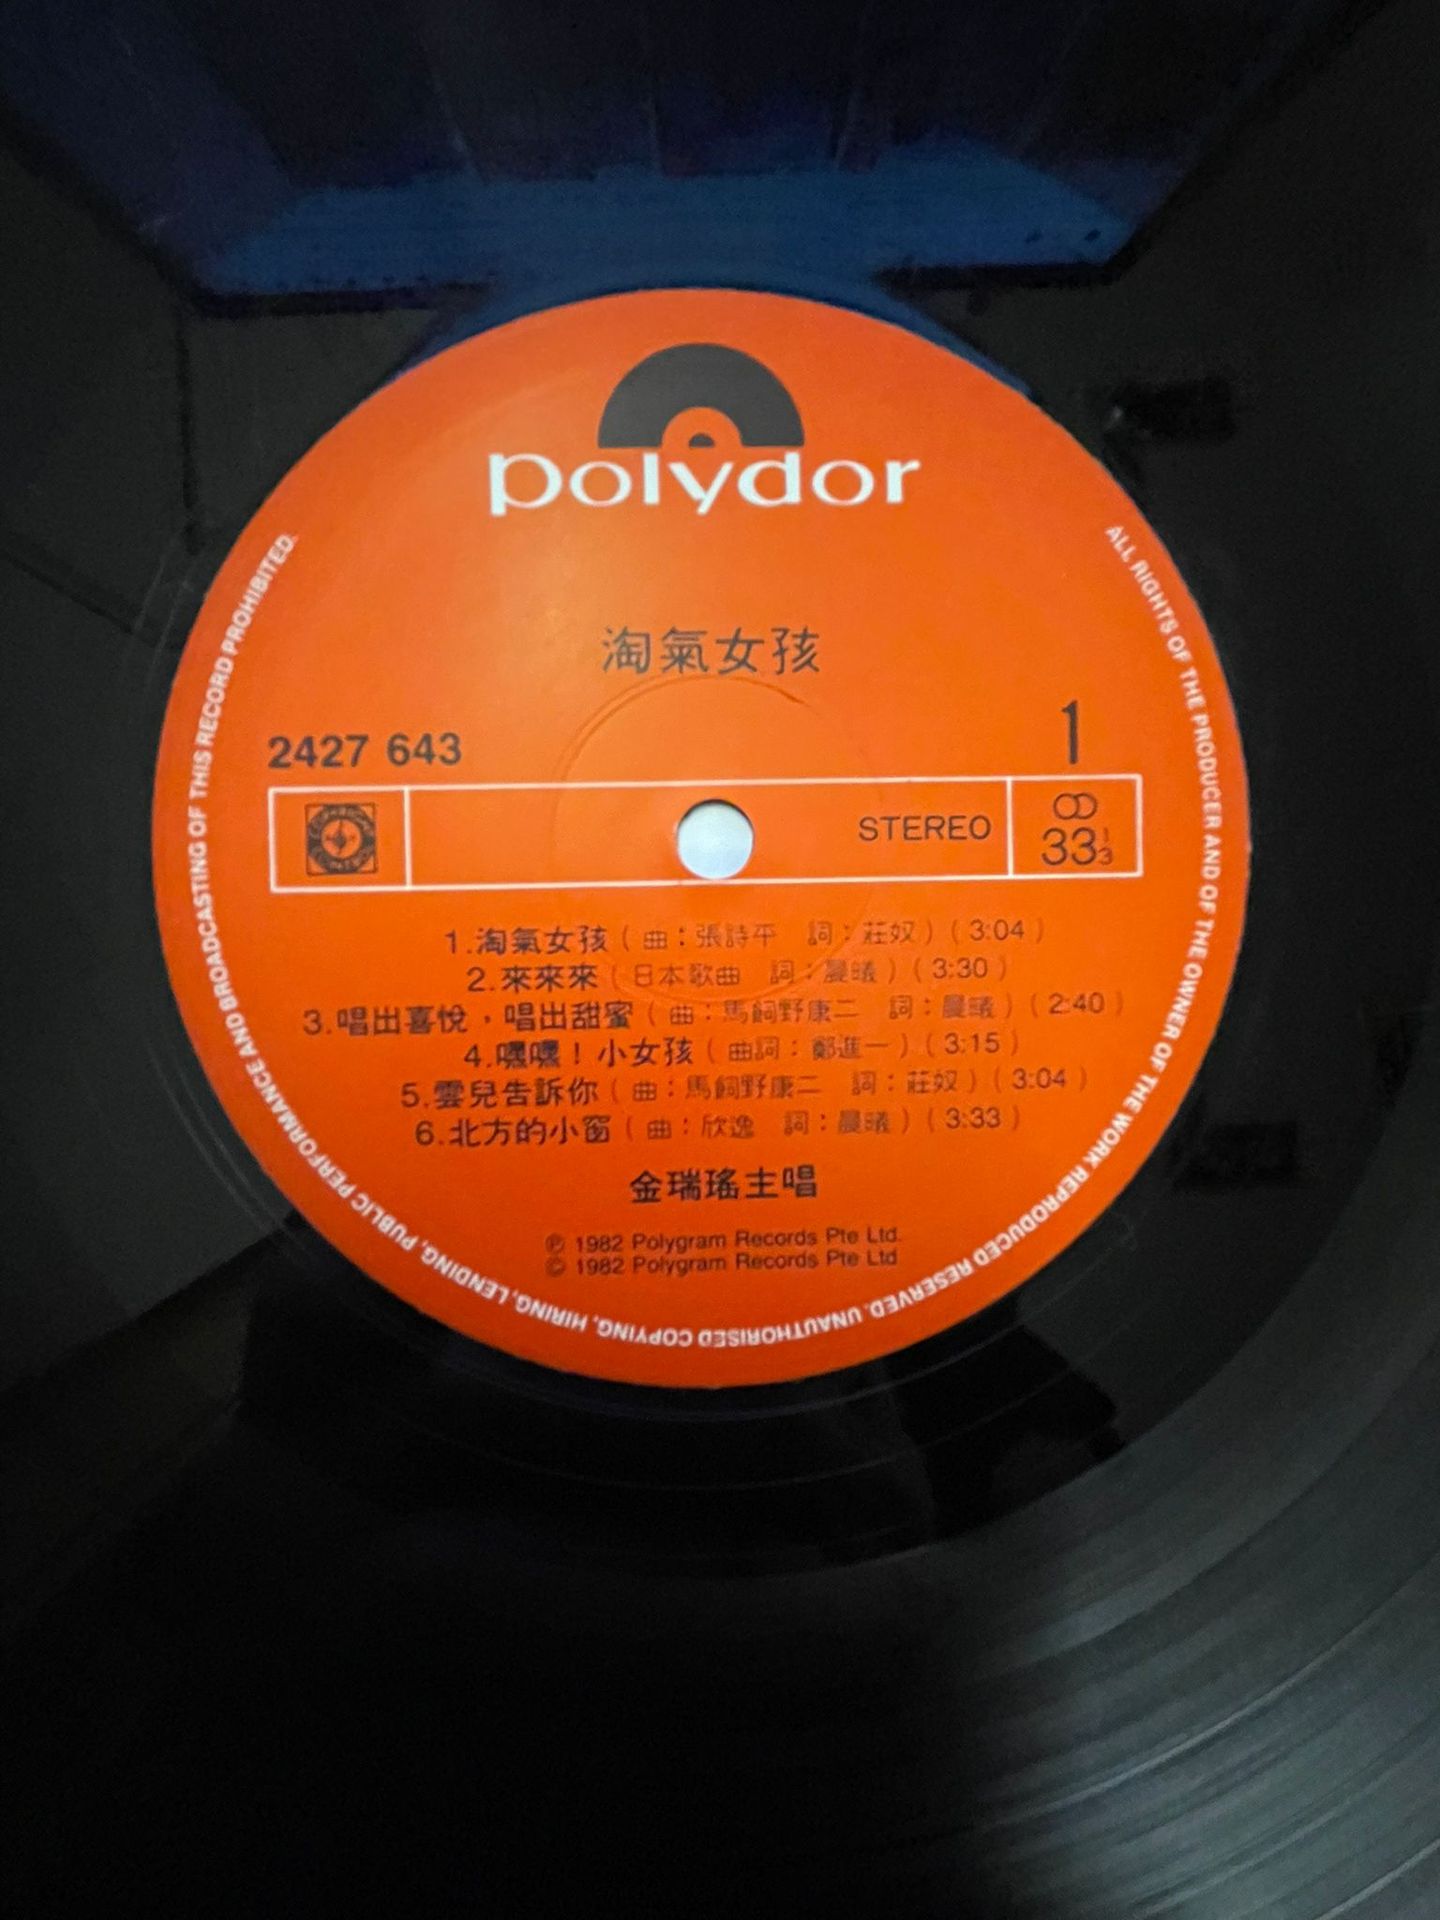 polydor
淘氣女孩
2427 643
1
STEREO
33 1/3
1.淘氣女孩(曲:張詩平 詞:莊奴)(3:04)
2.來來來(日本歌曲 詞:晨曦)(3:30)
3.唱出喜悅,唱出甜蜜(曲:馬飼野康二 詞:晨曦)(2:40)
4.嘿嘿!小女孩(曲詞:鄭進一)(3:15)
5.雲兒告訴你(曲:馬飼野康二 詞:莊奴)(3:04)
6.北方的小窗(曲:欣逸 詞:晨曦)(3:33)
金瑞瑤主唱
℗ 1982 Polygram Records Pte Ltd.
© 1982 Polygram Records Pte Ltd
ALL RIGHTS OF THE PRODUCER AND OF THE OWNER OF THE WORK REPRODUCED RESERVED. UNAUTHORISED COPYING, HIRING, LENDING, PUBLIC PERFORMANCE AND BROADCASTING OF THIS RECORD PROHIBITED.